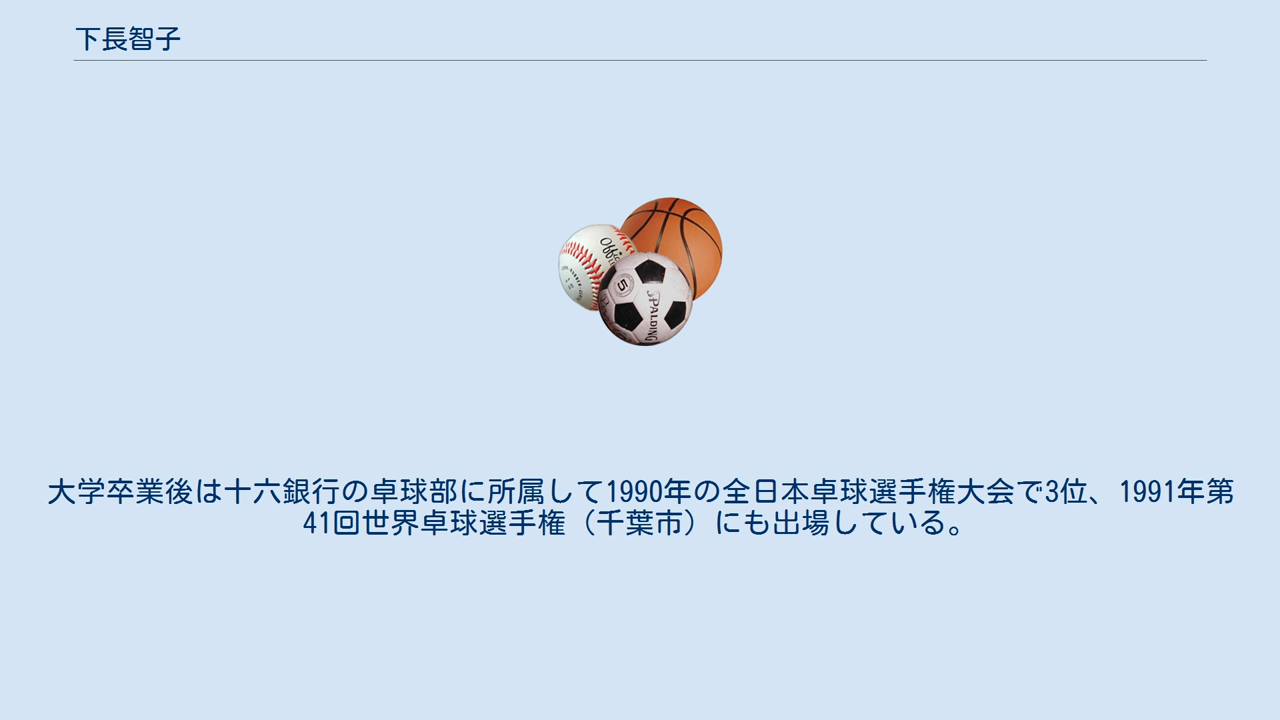 下長智子
Offic
5
SPALDING
大学卒業後は十六銀行の卓球部に所属して1990年の全日本卓球選手権大会で3位、1991年第
41回世界卓球選手権（千葉市）にも出場している。